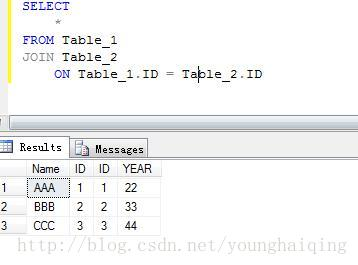 SELECT
*
FROM Table_1
JOIN Table_2
ON Table_1.ID = Table_2.ID
Results Messages
Name ID ID YEAR
1 AAA 1 1 22
2 BBB 2 2 33
3 CCC 3 3 44
http://blog.csdn.net/younghaiqing